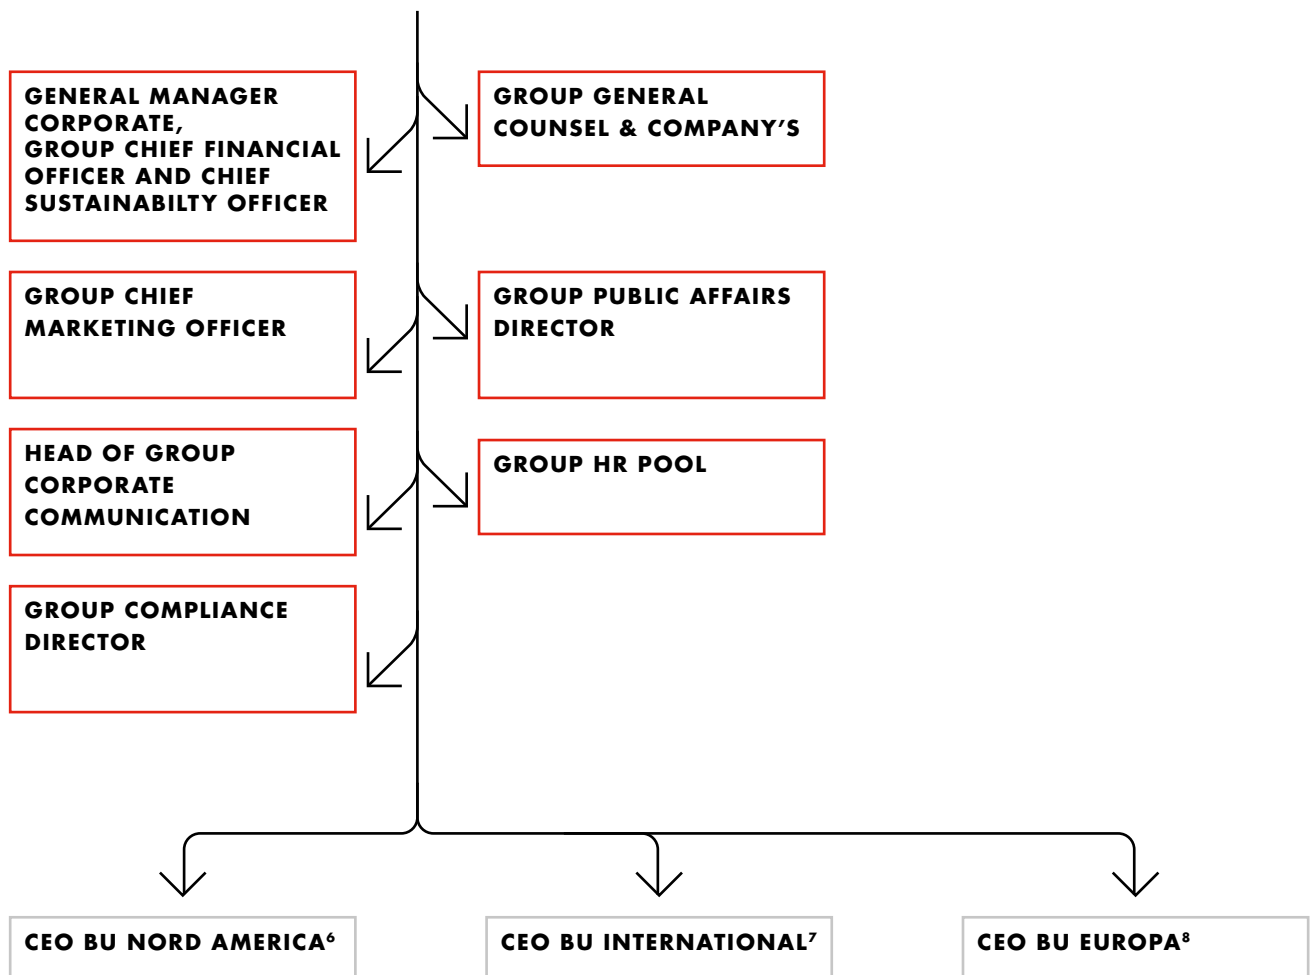 GENERAL MANAGER
CORPORATE,
GROUP CHIEF FINANCIAL
OFFICER AND CHIEF
SUSTAINABILTY OFFICER
GROUP GENERAL
COUNSEL & COMPANY'S
GROUP CHIEF
MARKETING OFFICER
GROUP PUBLIC AFFAIRS
DIRECTOR
HEAD OF GROUP
CORPORATE
COMMUNICATION
GROUP HR POOL
GROUP COMPLIANCE
DIRECTOR
CEO BU NORD AMERICA⁶
CEO BU INTERNATIONAL⁷
CEO BU EUROPA⁸